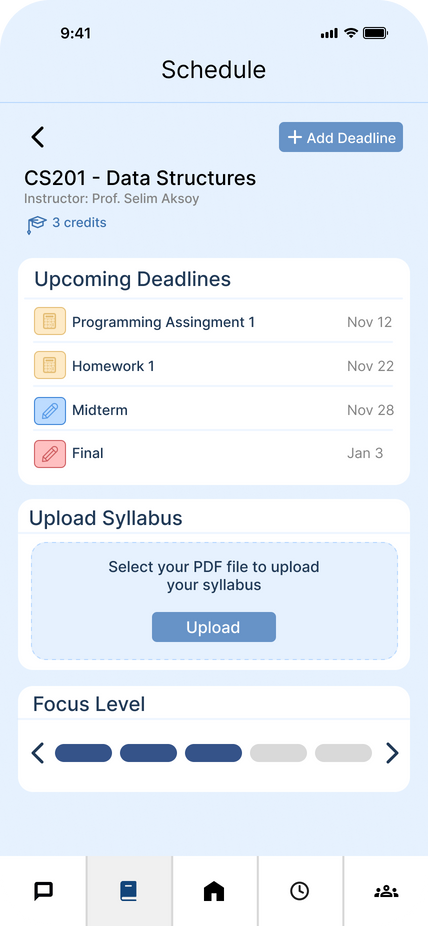 9:41
Schedule
+ Add Deadline
CS201 - Data Structures
Instructor: Prof. Selim Aksoy
3 credits
Upcoming Deadlines
Programming Assingment 1 Nov 12
Homework 1 Nov 22
Midterm Nov 28
Final Jan 3
Upload Syllabus
Select your PDF file to upload
your syllabus
Upload
Focus Level